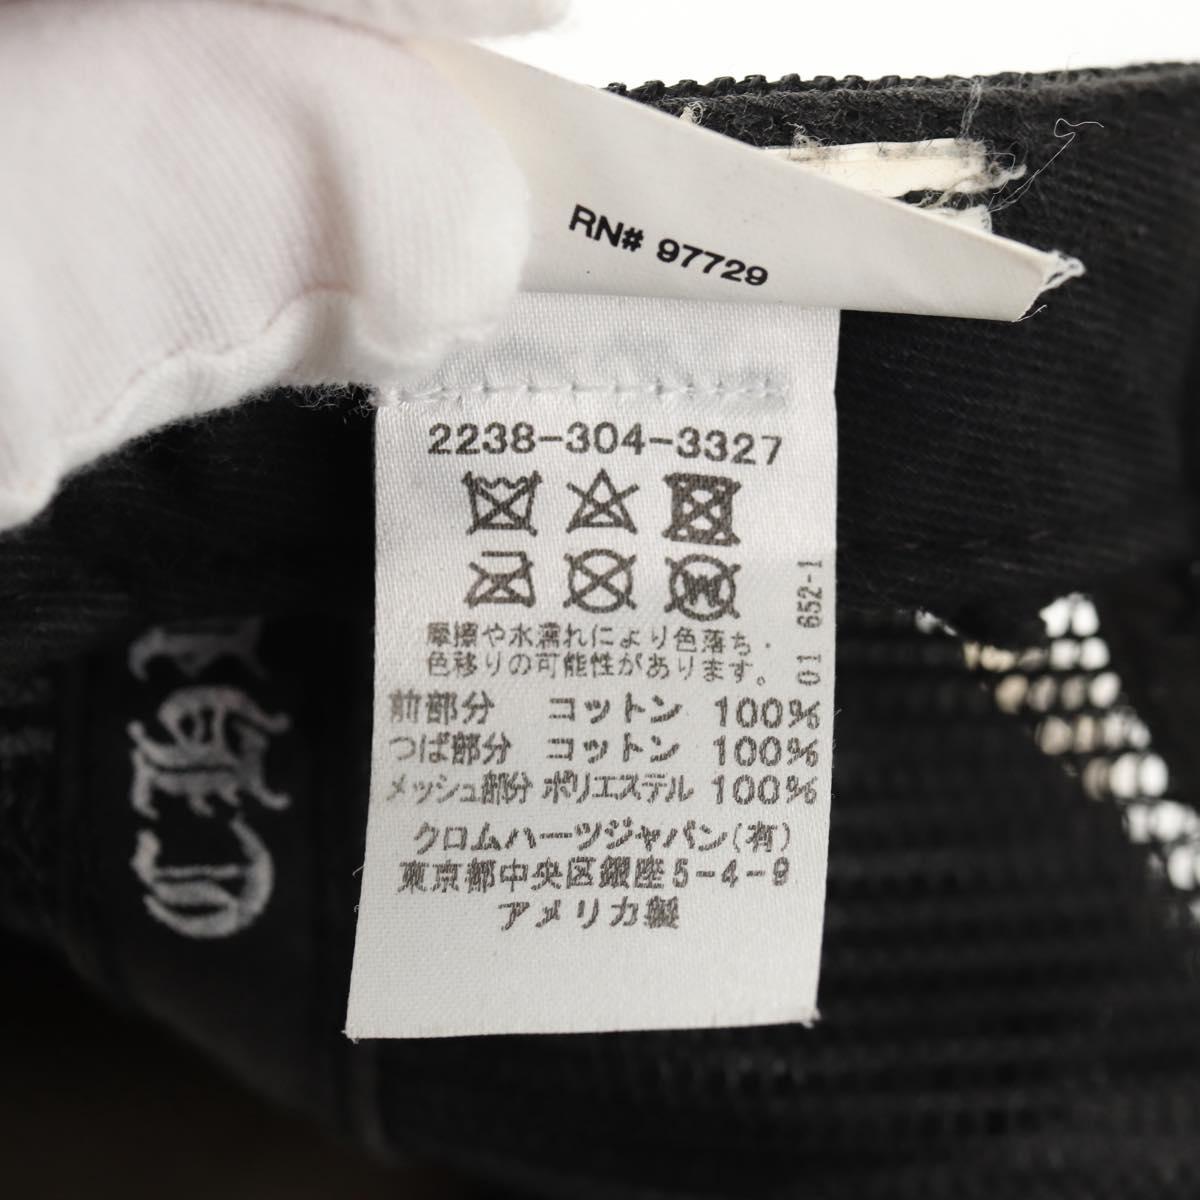 RN# 97729
2238-304-3327
摩擦や水濡れにより色落ち・
色移りの可能性があります。
前部分 コットン 100%
つば部分 コットン 100%
メッシュ部分 ポリエステル 100%
クロムハーツジャパン(有)
東京都中央区銀座5-4-9
アメリカ製
01 652-1